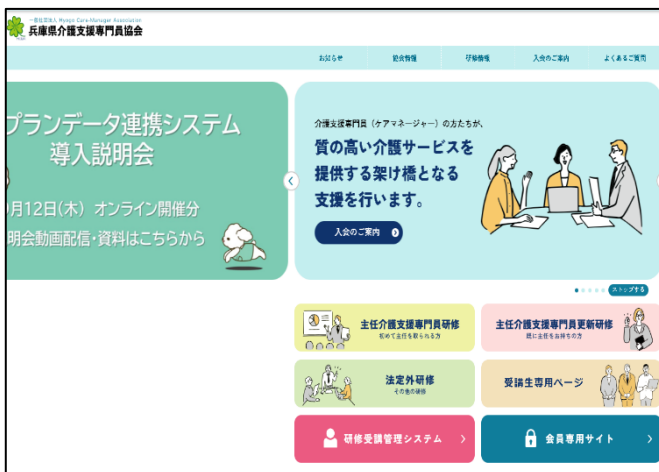 一般社団法人 Hyogo Care Manager Association
兵庫県介護支援専門員協会
お知らせ 協会情報 研修情報 入会のご案内 よくあるご質問
プランデータ連携システム
導入説明会
月12日(木) オンライン開催分
明会動画配信・資料はこちらから
介護支援専門員（ケアマネージャー）の方たちが、
質の高い介護サービスを
提供する架け橋となる
支援を行います。
入会のご案内
ストップする
主任介護支援専門員研修
初めて主任を取られる方
主任介護支援専門員更新研修
既に主任をお持ちの方
法定外研修
その他の研修
受講生専用ページ
研修受講管理システム
会員専用サイト